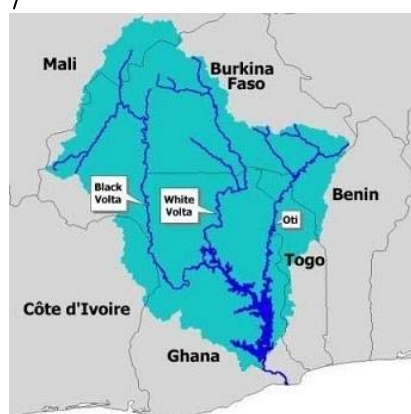 Mali
Burkina
Faso
Black
Volta
White
Volta
Benin
Oti
Togo
Côte d'Ivoire
Ghana